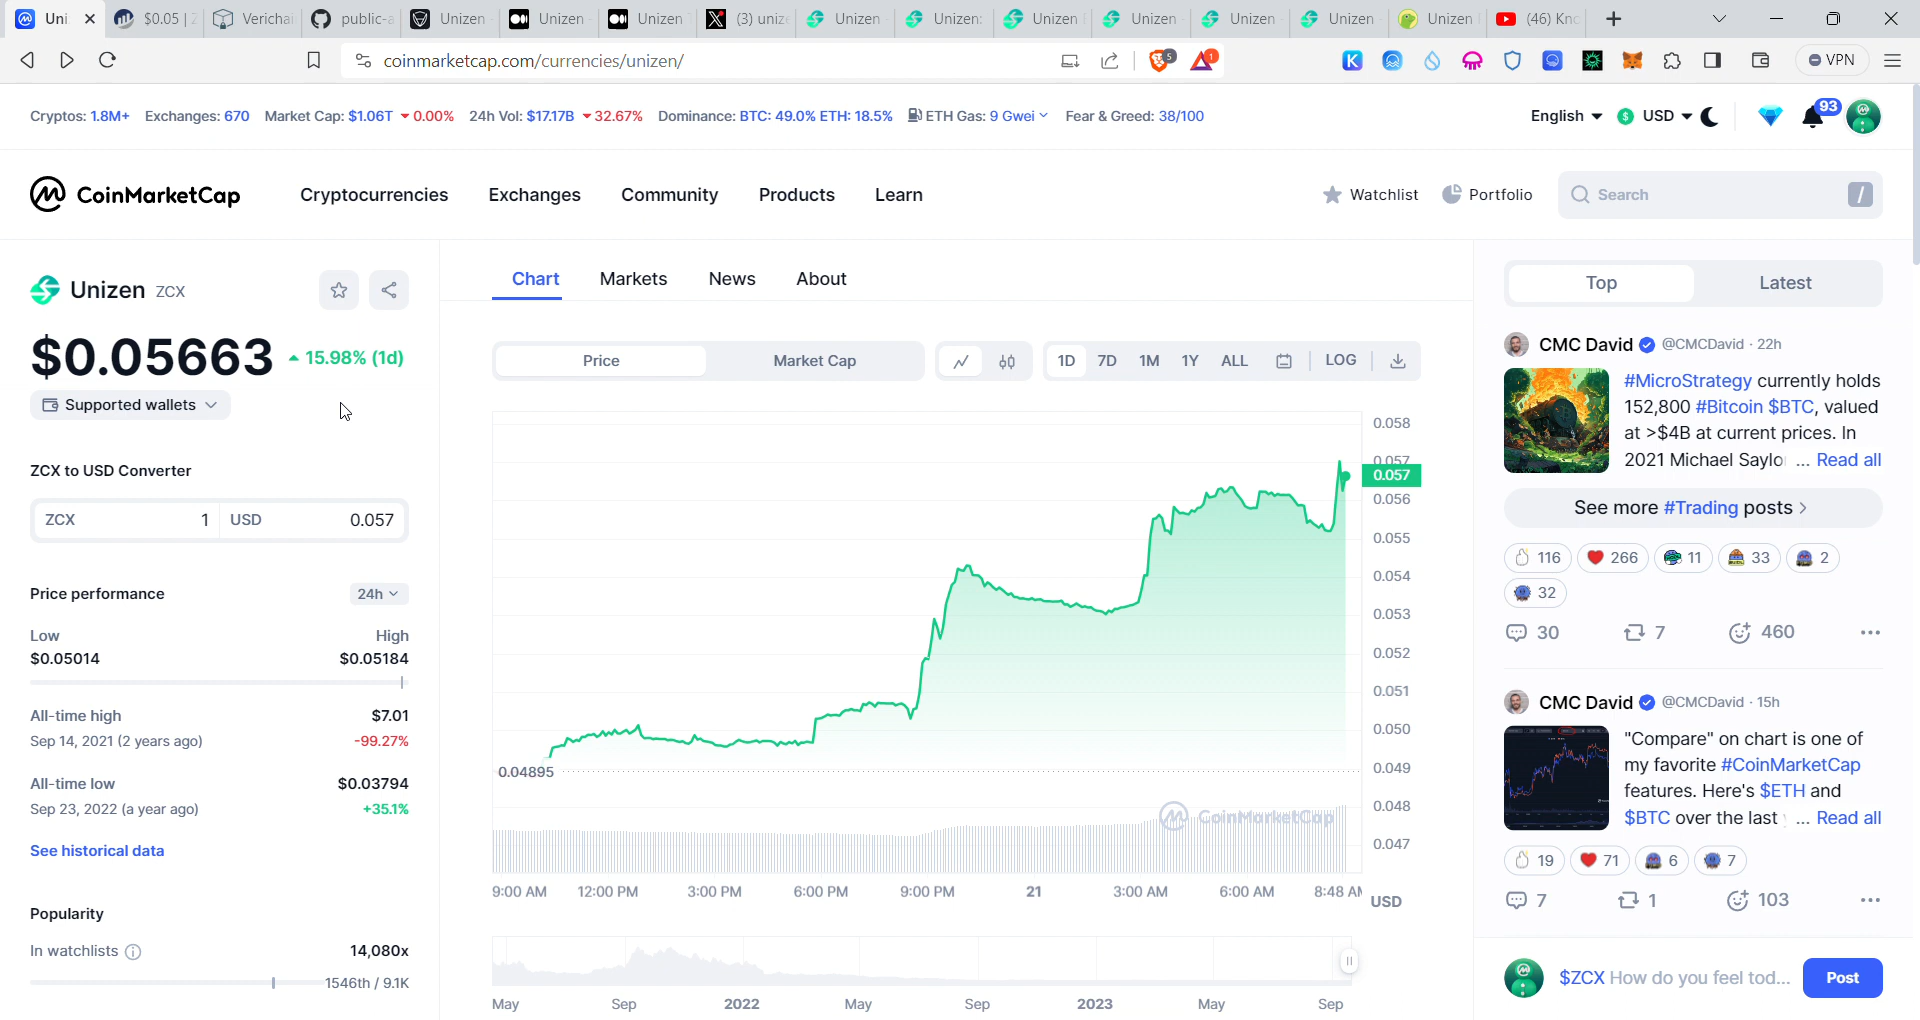 Uni
$0.05 | Z
Verichai
public-a
Unizen
Unizen
Unizen T
(3) unize
Unizen
Unizen:
Unizen
Unizen
Unizen
Unizen
Unizen
(46) Kno
coinmarketcap.com/currencies/unizen/
5
1
VPN
Cryptos: 1.8M+ Exchanges: 670 Market Cap: $1.06T 0.00% 24h Vol: $17.17B 32.67% Dominance: BTC: 49.0% ETH: 18.5% ETH Gas: 9 Gwei Fear & Greed: 38/100
English
USD
93
CoinMarketCap
Cryptocurrencies Exchanges Community Products Learn
Watchlist
Portfolio
Search /
Unizen ZCX
$0.05663 15.98% (1d)
Supported wallets
ZCX to USD Converter
ZCX 1 USD 0.057
Price performance 24h
Low High
$0.05014 $0.05184
All-time high $7.01
Sep 14, 2021 (2 years ago) -99.27%
All-time low $0.03794
Sep 23, 2022 (a year ago) +35.1%
See historical data
Popularity
In watchlists 14,080x
1546th / 9.1K
Chart Markets News About
Price Market Cap
1D 7D 1M 1Y ALL LOG
0.058
0.057
0.057
0.056
0.055
0.054
0.053
0.052
0.051
0.050
0.049
0.048
0.047
0.04895
CoinMarketCap
9:00 AM 12:00 PM 3:00 PM 6:00 PM 9:00 PM 21 3:00 AM 6:00 AM 8:48 AM
USD
May Sep 2022 May Sep 2023 May Sep
Top Latest
CMC David @CMCDavid · 22h
#MicroStrategy currently holds
152,800 #Bitcoin $BTC, valued
at >$4B at current prices. In
2021 Michael Saylo ... Read all
See more #Trading posts >
116 266 11 33 2
32
30 7 460
CMC David @CMCDavid · 15h
"Compare" on chart is one of
my favorite #CoinMarketCap
features. Here's $ETH and
$BTC over the last ... Read all
19 71 6 7
7 1 103
$ZCX How do you feel tod...
Post